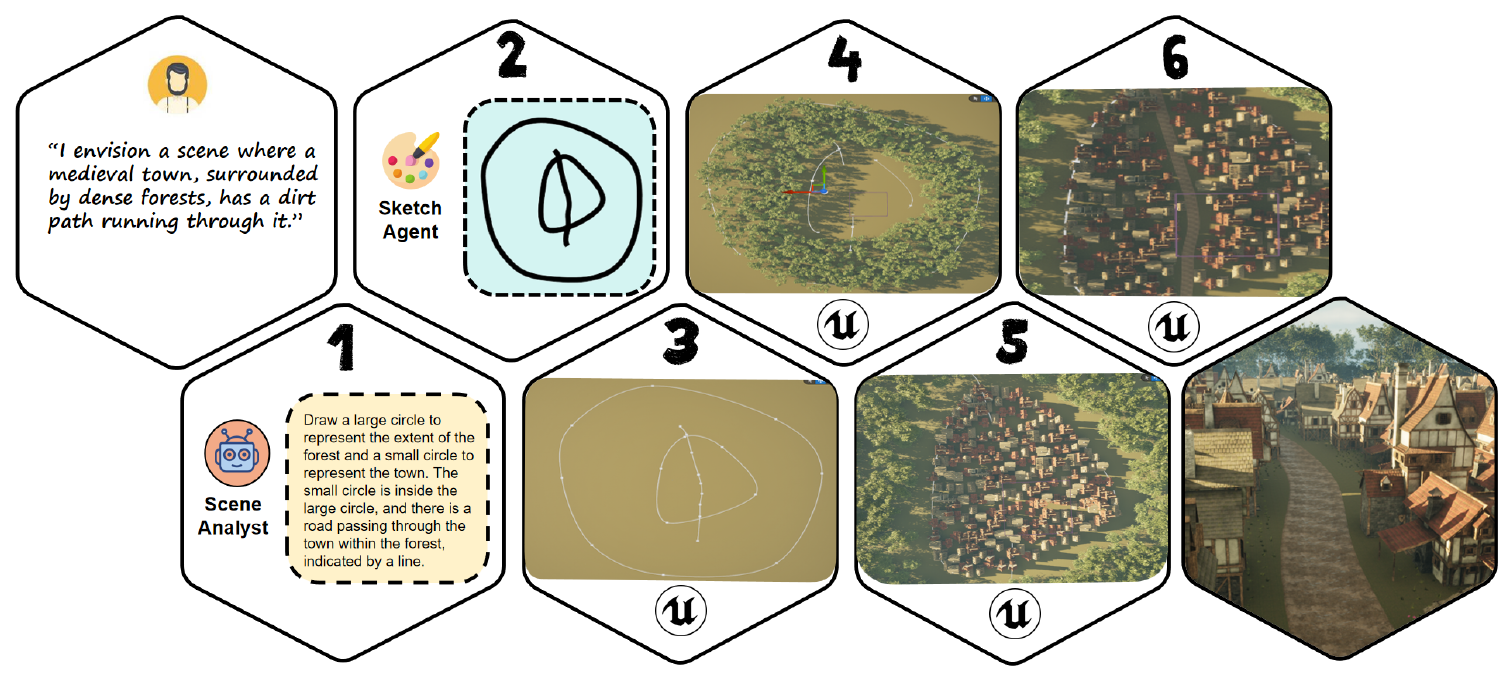 “I envision a scene where a
medieval town, surrounded
by dense forests, has a dirt
path running through it.”
1
Scene
Analyst
Draw a large circle to
represent the extent of the
forest and a small circle to
represent the town. The
small circle is inside the
large circle, and there is a
road passing through the
town within the forest,
indicated by a line.
2
Sketch
Agent
3
4
5
6